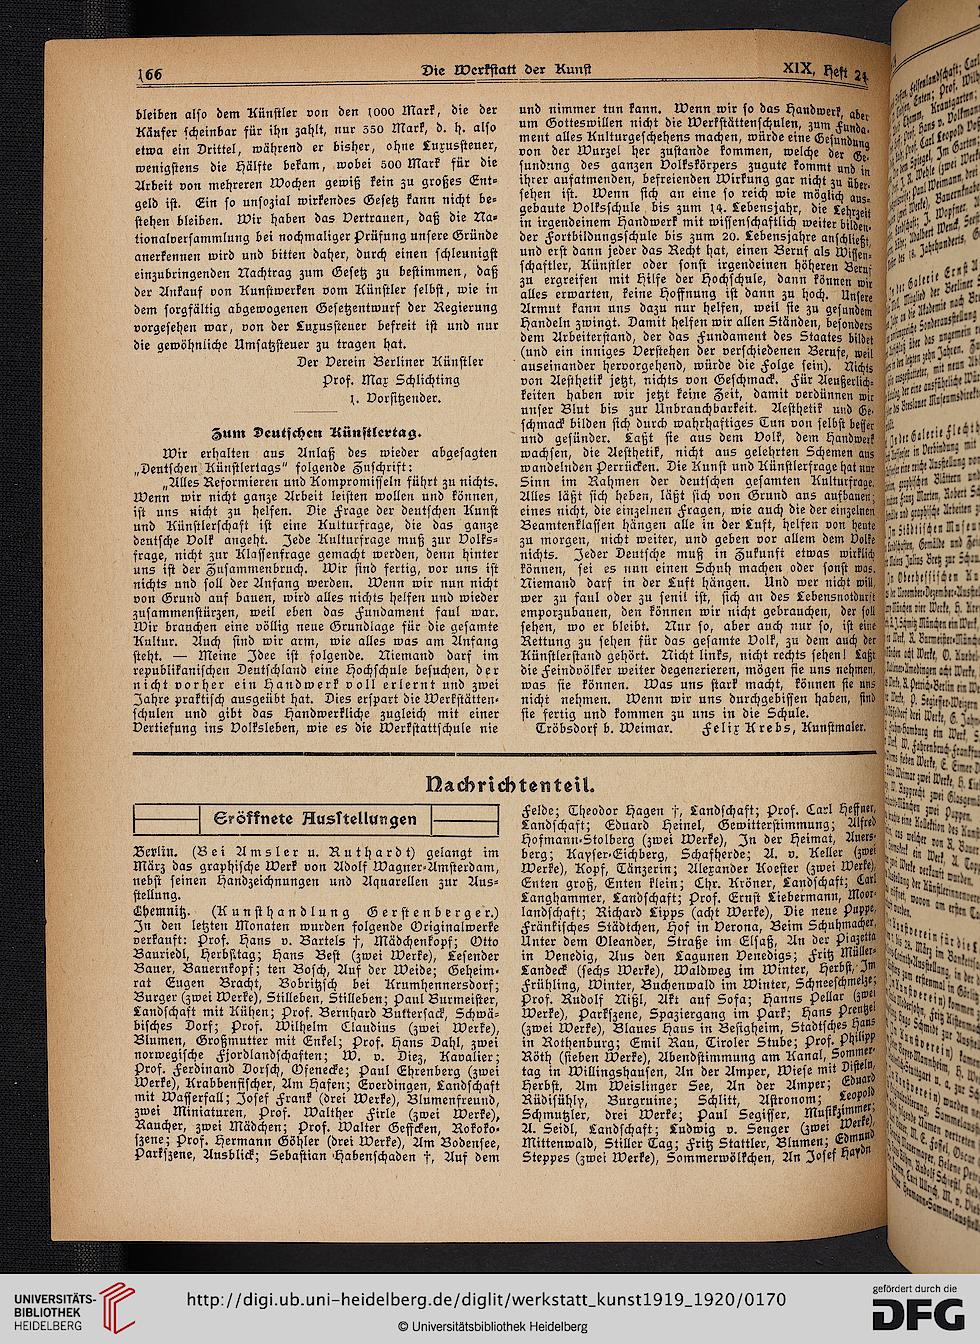 166
Die Werkstatt der Kunst
XIX, Heft 24
bleiben also dem Künstler von den 1000 Mark, die der
Käufer scheinbar für ihn zahlt, nur 350 Mark, d. h. also
etwa ein Drittel, während er bisher, ohne Luxussteuer,
wenigstens die Hälfte bekam, wobei 500 Mark für die
Arbeit von mehreren Wochen gewiß kein zu großes Ent-
geld ist. Ein so unsozial wirkendes Gesetz kann nicht be-
stehen bleiben. Wir haben das Vertrauen, daß die Na-
tionalversammlung bei nochmaliger Prüfung unsere Gründe
anerkennen wird und bitten daher, durch einen schleunigst
einzubringenden Nachtrag zum Gesetz zu bestimmen, daß
der Ankauf von Kunstwerken vom Künstler selbst, wie in
dem sorgfältig abgewogenen Gesetzentwurf der Regierung
vorgesehen war, von der Luxussteuer befreit ist und nur
die gewöhnliche Umsatzsteuer zu tragen hat.
Der Verein Berliner Künstler
Prof. Max Schlichting
1. Vorsitzender.
Zum Deutschen Künstlertag.
Wir erhalten aus Anlaß des wieder abgesagten
„Deutschen Künstlertags“ folgende Zuschrift:
„Alles Reformieren und Kompromisseln führt zu nichts.
Wenn wir nicht ganze Arbeit leisten wollen und können,
ist uns nicht zu helfen. Die Frage der deutschen Kunst
und Künstlerschaft ist eine Kulturfrage, die das ganze
deutsche Volk angeht. Jede Kulturfrage muß zur Volks-
frage, nicht zur Klassenfrage gemacht werden, denn hinter
uns ist der Zusammenbruch. Wir sind fertig, vor uns ist
nichts und soll der Anfang werden. Wenn wir nun nicht
von Grund auf bauen, wird alles nichts helfen und wieder
zusammenstürzen, weil eben das Fundament faul war.
Wir brauchen eine völlig neue Grundlage für die gesamte
Kultur. Auch sind wir arm, wie alles was am Anfang
steht. — Meine Idee ist folgende. Niemand darf im
republikanischen Deutschland eine Hochschule besuchen, der
nicht vorher ein Handwerk voll erlernt und zwei
Jahre praktisch ausgeübt hat. Dies erspart die Werkstätten-
schulen und gibt das Handwerkliche zugleich mit einer
Vertiefung ins Volksleben, wie es die Werkstattschule nie
und nimmer tun kann. Wenn wir so das Handwerk, aber
um Gotteswillen nicht die Werkstättenschulen, zum Funda-
ment alles Kulturgeschehens machen, würde eine Gesundung
von der Wurzel her zustande kommen, welche der Ge-
sundung des ganzen Volkskörpers zugute kommt und in
ihrer aufatmenden, befreienden Wirkung gar nicht zu über-
sehen ist. Wenn sich an eine so reich wie möglich aus-
gebaute Volksschule bis zum 14. Lebensjahr, die Lehrzeit
in irgendeinem Handwerk mit wissenschaftlich weiter bilden-
der Fortbildungsschule bis zum 20. Lebensjahre anschließt,
und erst dann jeder das Recht hat, einen Beruf als Wissen-
schaftler, Künstler oder sonst irgendeinen höheren Beruf
zu ergreifen mit Hilfe der Hochschule, dann können wir
alles erwarten, keine Hoffnung ist dann zu hoch. Unsere
Armut kann uns dazu nur helfen, weil sie zu gesundem
Handeln zwingt. Damit helfen wir allen Ständen, besonders
dem Arbeiterstand, der das Fundament des Staates bildet
(und ein inniges Verstehen der verschiedenen Berufe, weil
auseinander hervorgehend, würde die Folge sein). Nichts
von Aesthetik jetzt, nichts von Geschmack. Für Aeußerlich-
keiten haben wir jetzt keine Zeit, damit verdünnen wir
unser Blut bis zur Unbrauchbarkeit. Aesthetik und Ge-
schmack bilden sich durch wahrhaftiges Tun von selbst besser
und gesünder. Laßt sie aus dem Volk, dem Handwerk
wachsen, die Aesthetik, nicht aus gelehrten Schemen aus
wandelnden Perrücken. Die Kunst und Künstlerfrage hat nur
Sinn im Rahmen der deutschen gesamten Kulturfrage.
Alles läßt sich heben, läßt sich von Grund aus aufbauen;
eines nicht, die einzelnen Fragen, wie auch die der einzelnen
Beamtenklassen hängen alle in der Luft, helfen von heute
zu morgen, nicht weiter, und geben vor allem dem Volke
nichts. Jeder Deutsche muß in Zukunft etwas wirklich
können, sei es nun einen Schuh machen oder sonst was.
Niemand darf in der Luft hängen. Und wer nicht will,
wer zu faul oder zu senil ist, sich an des Lebensnotdurft
emporzubauen, den können wir nicht gebrauchen, der soll
sehen, wo er bleibt. Nur so, aber auch nur so, ist eine
Rettung zu sehen für das gesamte Volk, zu dem auch der
Künstlerstand gehört. Nicht links, nicht rechts sehen! Laßt
die Feindvölker weiter degenerieren, mögen sie uns nehmen,
was sie können. Was uns stark macht, können sie uns
nicht nehmen. Wenn wir uns durchgebissen haben, sind
sie fertig und kommen zu uns in die Schule.
Tröbsdorf b. Weimar. Felix Krebs, Kunstmaler.
Nachrichtenteil.
Eröffnete Ausstellungen
Berlin. (Bei Amsler u. Ruthardt) gelangt im
März das graphische Werk von Adolf Wagner-Amsterdam,
nebst seinen Handzeichnungen und Aquarellen zur Aus-
stellung.
Chemnitz. (Kunsthandlung Gerstenberger.)
In den letzten Monaten wurden folgende Originalwerke
verkauft: Prof. Hans v. Bartels †, Mädchenkopf; Otto
Bauriedl, Herbsttag; Hans Best (zwei Werke), Lesender
Bauer, Bauernkopf; ten Bosch, Auf der Weide; Geheim-
rat Eugen Bracht, Bobritzsch bei Krumhennersdorf;
Burger (zwei Werke), Stilleben, Stilleben; Paul Burmeister,
Landschaft mit Kühen; Prof. Bernhard Buttersack, Schwä-
bisches Dorf; Prof. Wilhelm Claudius (zwei Werke),
Blumen, Großmutter mit Enkel; Prof. Hans Dahl, zwei
norwegische Fjordlandschaften; W. v. Diez, Kavalier;
Prof. Ferdinand Dorsch, Ofenecke; Paul Ehrenberg (zwei
Werke), Krabbenfischer, Am Hafen; Everdingen, Landschaft
mit Wasserfall; Josef Frank (drei Werke), Blumenfreund,
zwei Miniaturen, Prof. Walther Firle (zwei Werke),
Raucher, zwei Mädchen; Prof. Walter Geffcken, Rokoko-
szene; Prof. Hermann Göhler (drei Werke), Am Bodensee,
Parkszene, Ausblick; Sebastian Habenschaden †, Auf dem
Felde; Theodor Hagen †, Landschaft; Prof. Carl Heffner,
Landschaft; Eduard Heinel, Gewitterstimmung; Alfred
Hofmann-Stolberg (zwei Werke), In der Heimat, Auers-
berg; Kayser-Eichberg, Schafherde; A. v. Keller (zwei
Werke), Kopf, Tänzerin; Alexander Koester (zwei Werke),
Enten groß, Enten klein; Chr. Kröner, Landschaft; Carl
Langhammer, Landschaft; Prof. Ernst Liebermann, Moor-
landschaft; Richard Lipps (acht Werke), Die neue Puppe,
Fränkisches Städtchen, Hof in Verona, Beim Schuhmacher,
Unter dem Oleander, Straße im Elsaß, An der Piazetta
in Venedig, Aus den Lagunen Venedigs; Fritz Müller-
Landeck (sechs Werke), Waldweg im Winter, Herbst, Im
Frühling, Winter, Buchenwald im Winter, Schneeschmelze;
Prof. Rudolf Nißl, Akt auf Sofa; Hanns Pellar (zwei
Werke), Parkszene, Spaziergang im Park; Hans Prentzel
(zwei Werke), Blaues Haus in Besigheim, Stadtsches Haus
in Rothenburg; Emil Rau, Tiroler Stube; Prof. Philipp
Röth (sieben Werke), Abendstimmung am Kanal, Sommer-
tag in Willingshausen, An der Amper, Wiese mit Disteln,
Herbst, Am Weislinger See, An der Amper; Eduard
Rüdisühly, Burgruine; Schlitt, Astronom; Leopold
Schmutzler, drei Werke; Paul Segisser, Musikzimmer;
A. Seidl, Landschaft; Ludwig v. Senger (zwei Werke),
Mittenwald, Stiller Tag; Fritz Stattler, Blumen; Edmund
Steppes (zwei Werke), Sommerwölkchen, An Josef Haydn
UNIVERSITÄTS-
BIBLIOTHEK
HEIDELBERG
http://digi.ub.uni-heidelberg.de/diglit/werkstatt_kunst1919_1920/0170
© Universitätsbibliothek Heidelberg
gefördert durch die
DFG